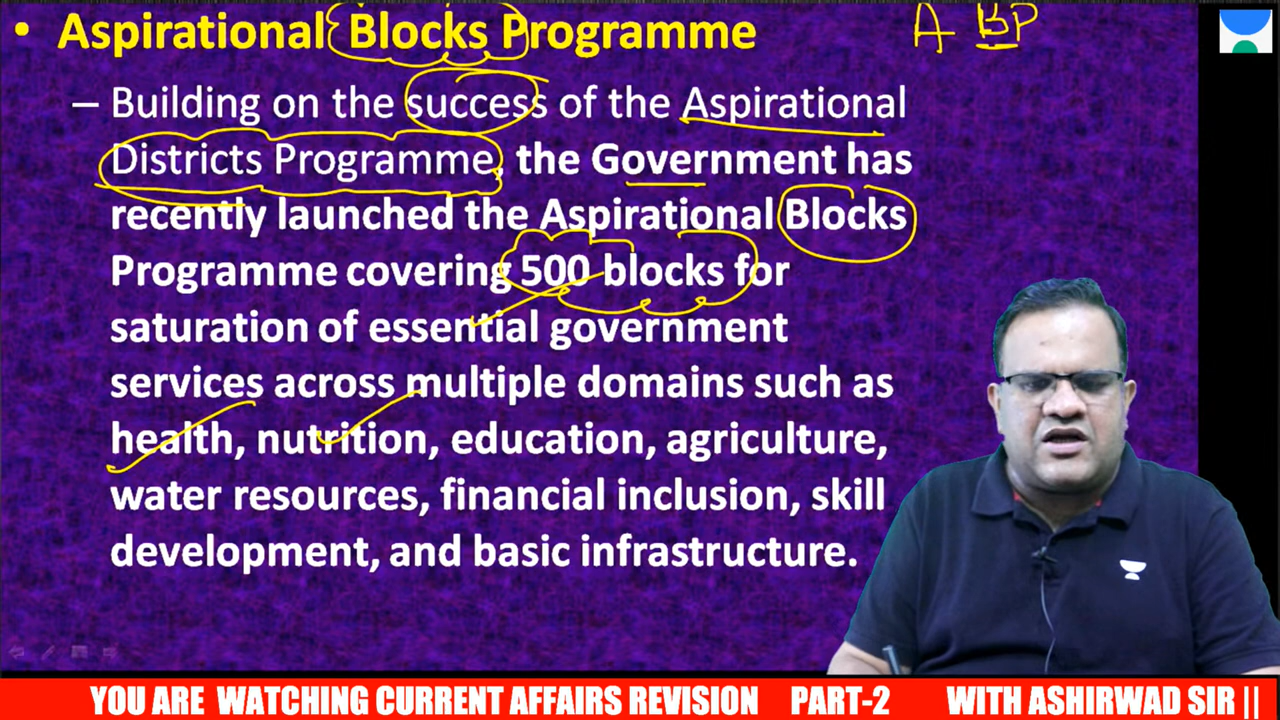 • Aspirational Blocks Programme
A BP
– Building on the success of the Aspirational
Districts Programme, the Government has
recently launched the Aspirational Blocks
Programme covering 500 blocks for
saturation of essential government
services across multiple domains such as
health, nutrition, education, agriculture,
water resources, financial inclusion, skill
development, and basic infrastructure.
YOU ARE WATCHING CURRENT AFFAIRS REVISION PART-2 WITH ASHIRWAD SIR ||